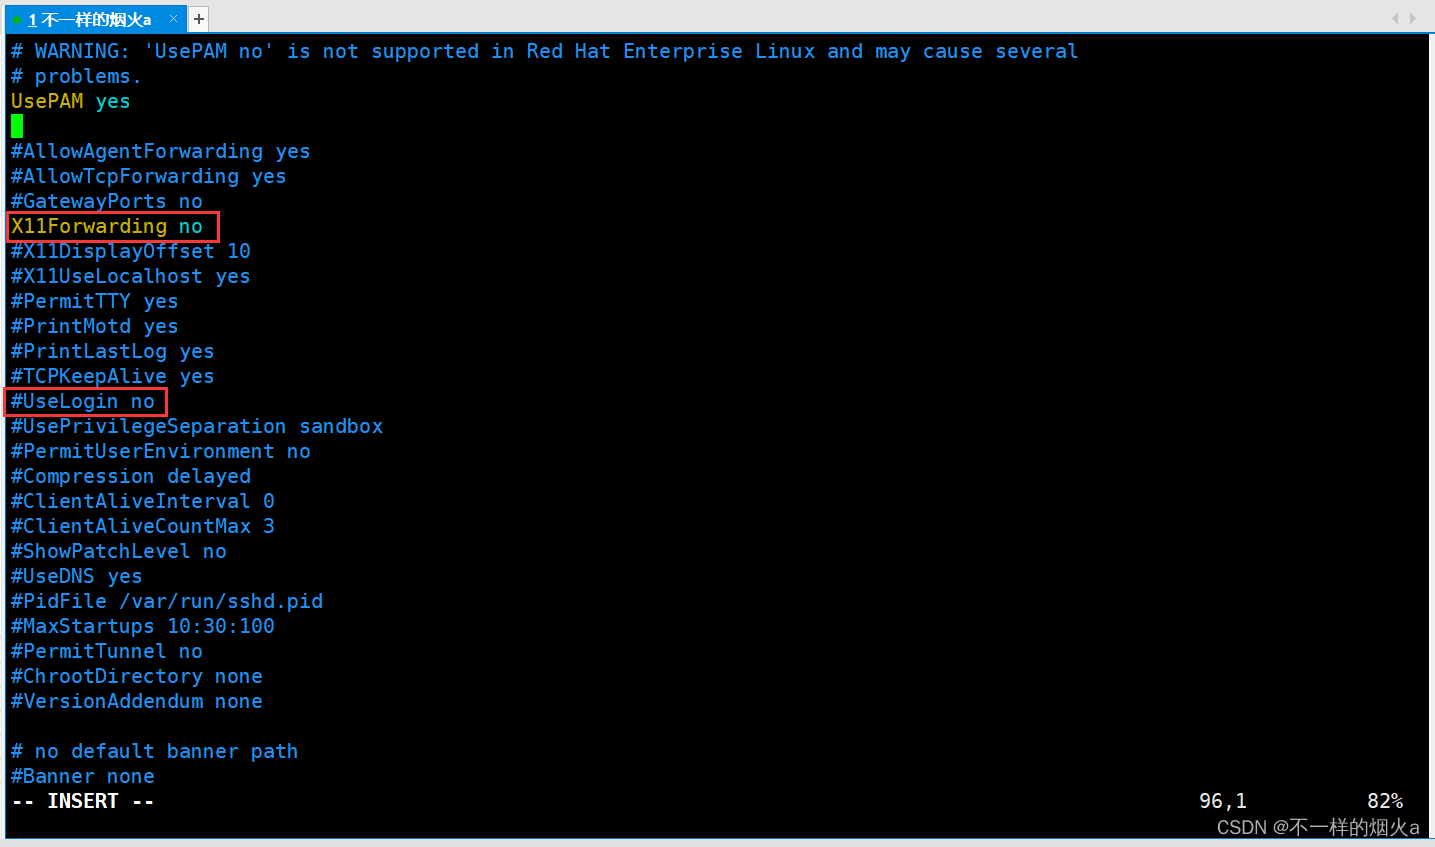 1 不一样的烟火a × +
# WARNING: 'UsePAM no' is not supported in Red Hat Enterprise Linux and may cause several
# problems.
UsePAM yes
#AllowAgentForwarding yes
#AllowTcpForwarding yes
#GatewayPorts no
X11Forwarding no
#X11DisplayOffset 10
#X11UseLocalhost yes
#PermitTTY yes
#PrintMotd yes
#PrintLastLog yes
#TCPKeepAlive yes
#UseLogin no
#UsePrivilegeSeparation sandbox
#PermitUserEnvironment no
#Compression delayed
#ClientAliveInterval 0
#ClientAliveCountMax 3
#ShowPatchLevel no
#UseDNS yes
#PidFile /var/run/sshd.pid
#MaxStartups 10:30:100
#PermitTunnel no
#ChrootDirectory none
#VersionAddendum none
# no default banner path
#Banner none
-- INSERT -- 96,1 82%
CSDN @不一样的烟火a